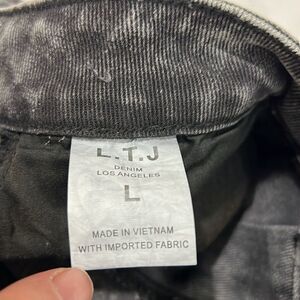 L.T.J
DENIM
LOS ANGELES
L
MADE IN VIETNAM
WITH IMPORTED FABRIC